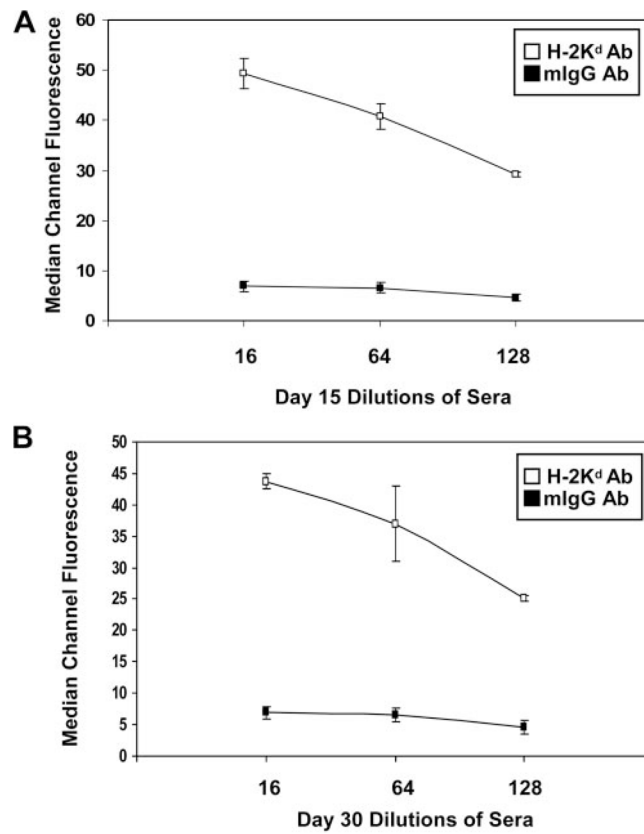 A
60
50
40
30
20
10
0
Median Channel Fluorescence
H-2Kᵈ Ab
mIgG Ab
16 64 128
Day 15 Dilutions of Sera
B
50
45
40
35
30
25
20
15
10
5
0
Median Channel Fluorescence
H-2Kᵈ Ab
mIgG Ab
16 64 128
Day 30 Dilutions of Sera